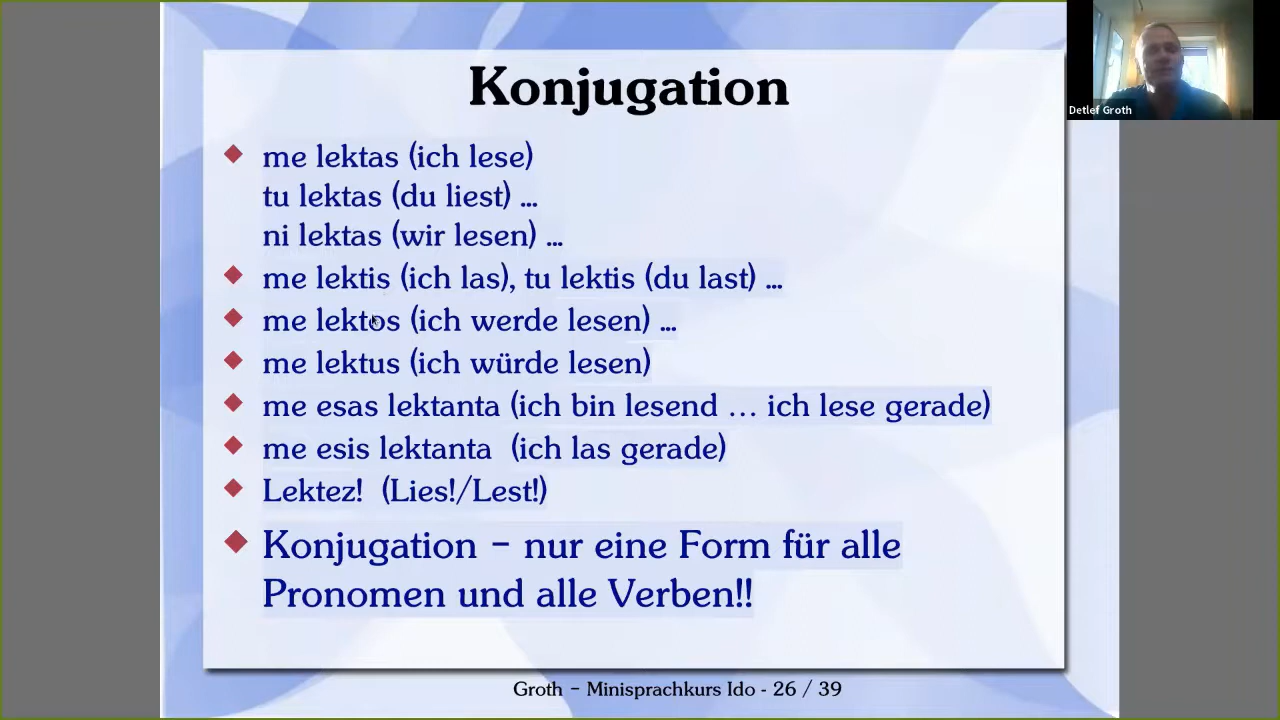 Konjugation
me lektas (ich lese)
tu lektas (du liest) ...
ni lektas (wir lesen) ...
me lektis (ich las), tu lektis (du last) ...
me lektos (ich werde lesen) ...
me lektus (ich würde lesen)
me esas lektanta (ich bin lesend … ich lese gerade)
me esis lektanta (ich las gerade)
Lektez! (Lies!/Lest!)
Konjugation – nur eine Form für alle
Pronomen und alle Verben!!
Groth – Minisprachkurs Ido - 26 / 39
Detlef Groth